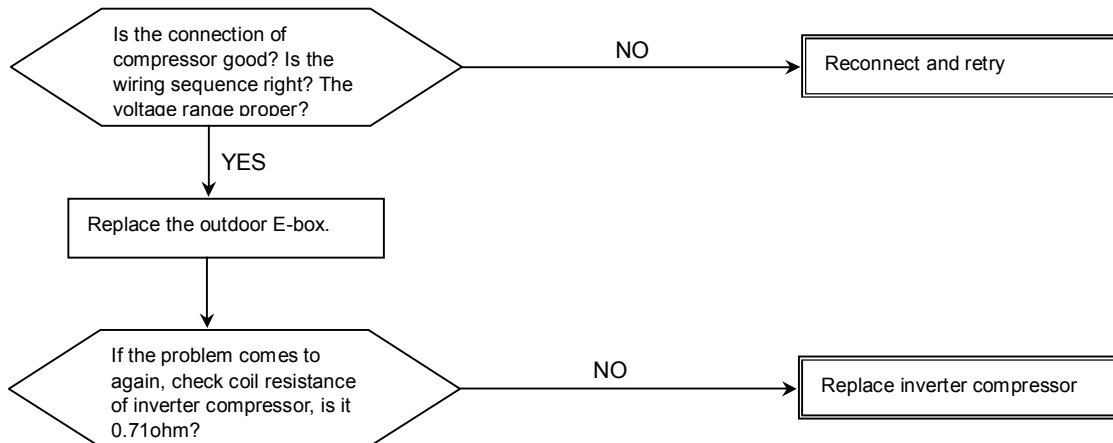 Is the connection of
compressor good? Is the
wiring sequence right? The
voltage range proper?
NO
Reconnect and retry
YES
Replace the outdoor E-box.
If the problem comes to
again, check coil resistance
of inverter compressor, is it
0.71ohm?
NO
Replace inverter compressor